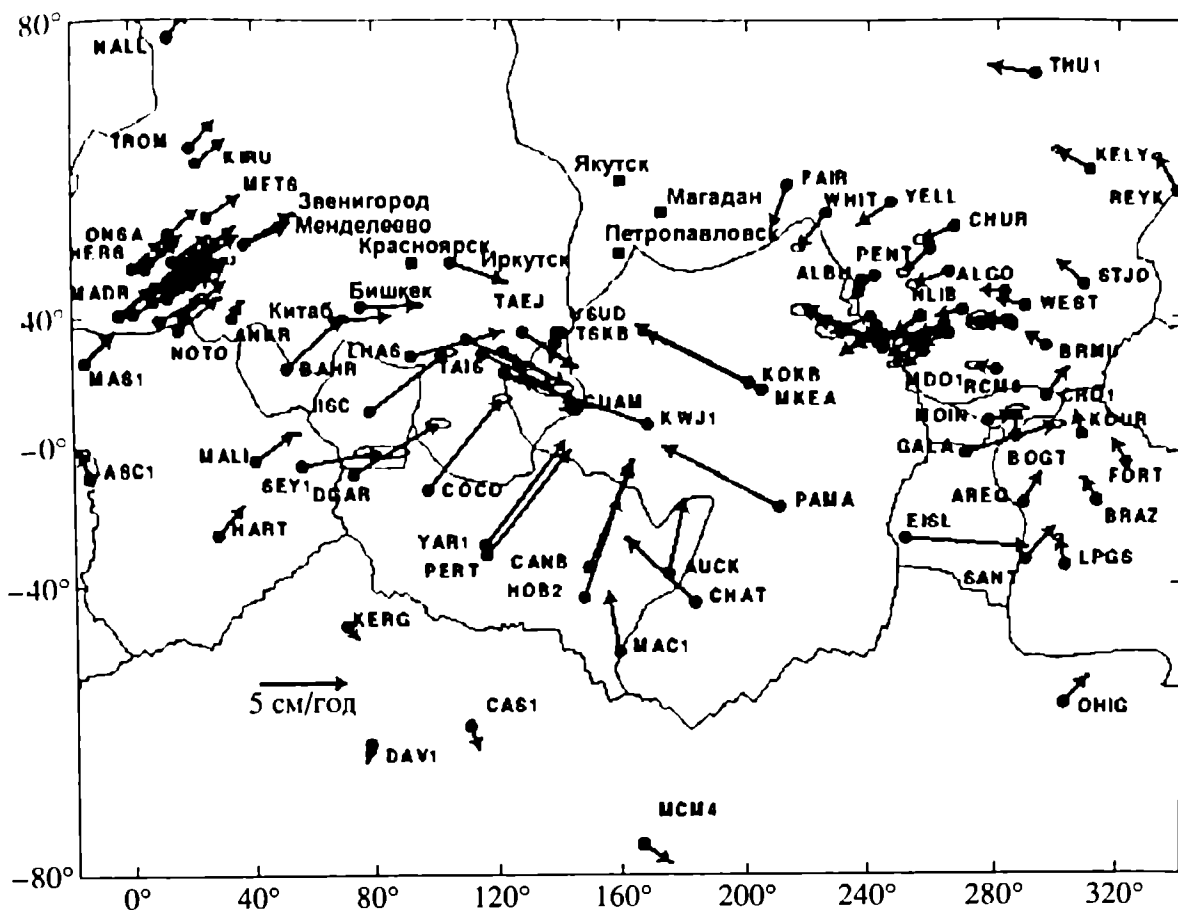 80°
NALL
THU1
TROM
KIRU
KELY
REYK
Якутск
MET6
FAIR
Звенигород
Магадан
WHIT
YELL
Менделеево
CHUR
ONSA
HERS
Петропавловск
PENT
Красноярск
Иркутск
ALBH
ALGO
STJO
MADR
Бишкек
TAEJ
NLIB
WEST
Китаб
40°
ANKR
USUD
TSKB
NOTO
LHAS
BRMU
MAS1
BAHR
TAIS
KOKB
MDO1
RCM6
MKEA
CRO1
IISC
GUAM
MOIN
KOUR
KWJ1
−0°
MALI
GALA
BOGT
ASC1
SEY1
FORT
DGAR
COCO
PAMA
AREQ
BRAZ
HART
EISL
YAR1
CANB
AUCK
LPGS
PERT
SANT
HOB2
−40°
CHAT
KERG
MAC1
5 см/год
CAS1
OHIG
DAV1
MCM4
−80°
0° 40° 80° 120° 160° 200° 240° 280° 320°